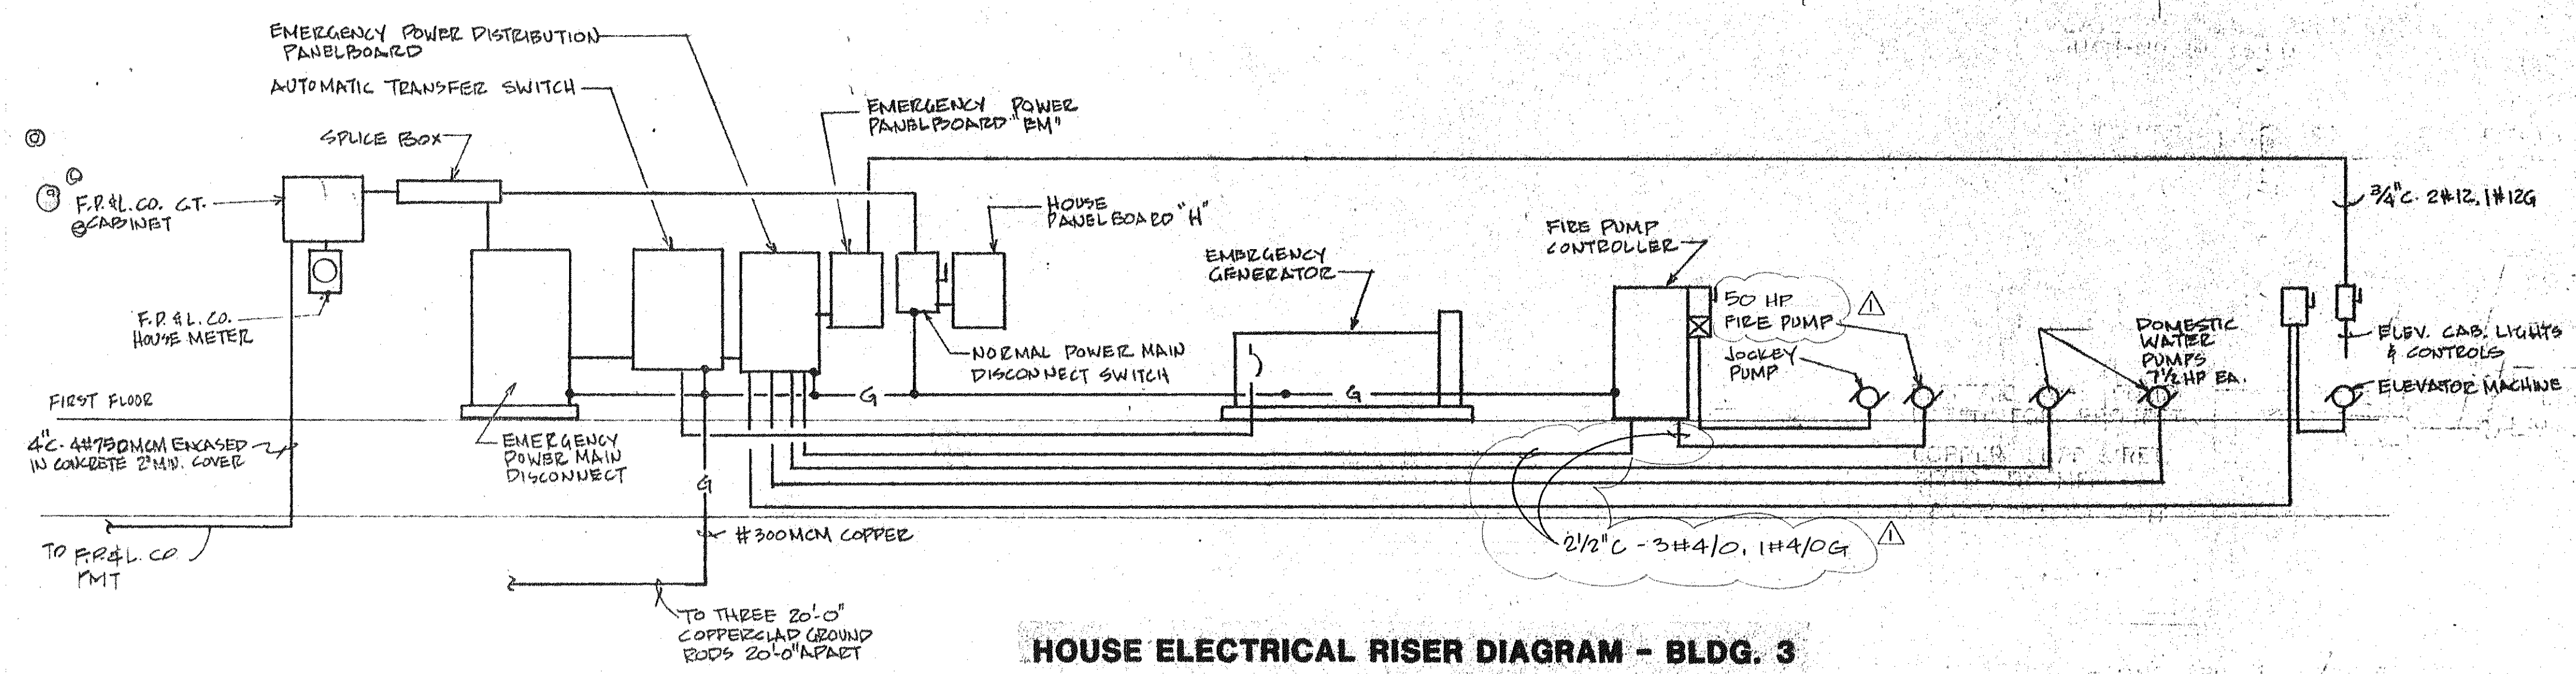 EMERGENCY POWER DISTRIBUTION
PANELBOARD
AUTOMATIC TRANSFER SWITCH
SPLICE BOX
EMERGENCY POWER
PANELBOARD "EM"
F.P.&L.CO. C.T.
CABINET
HOUSE
PANELBOARD "H"
3/4"C. 2#12, 1#12G
FIRE PUMP
CONTROLLER
EMERGENCY
GENERATOR
F.P.&L.CO.
HOUSE METER
50 HP
FIRE PUMP
1
JOCKEY
PUMP
DOMESTIC
WATER
PUMPS
7 1/2 HP EA.
ELEV. CAB. LIGHTS
& CONTROLS
ELEVATOR MACHINE
NORMAL POWER MAIN
DISCONNECT SWITCH
G
G
FIRST FLOOR
4"C. 4#750MCM ENCASED
IN CONCRETE 2" MIN. COVER
EMERGENCY
POWER MAIN
DISCONNECT
G
#300MCM COPPER
2 1/2"C - 3#4/0, 1#4/0G
1
TO F.P.&L. CO
PMT
TO THREE 20'-0"
COPPERCLAD GROUND
RODS 20'-0" APART
HOUSE ELECTRICAL RISER DIAGRAM - BLDG. 3